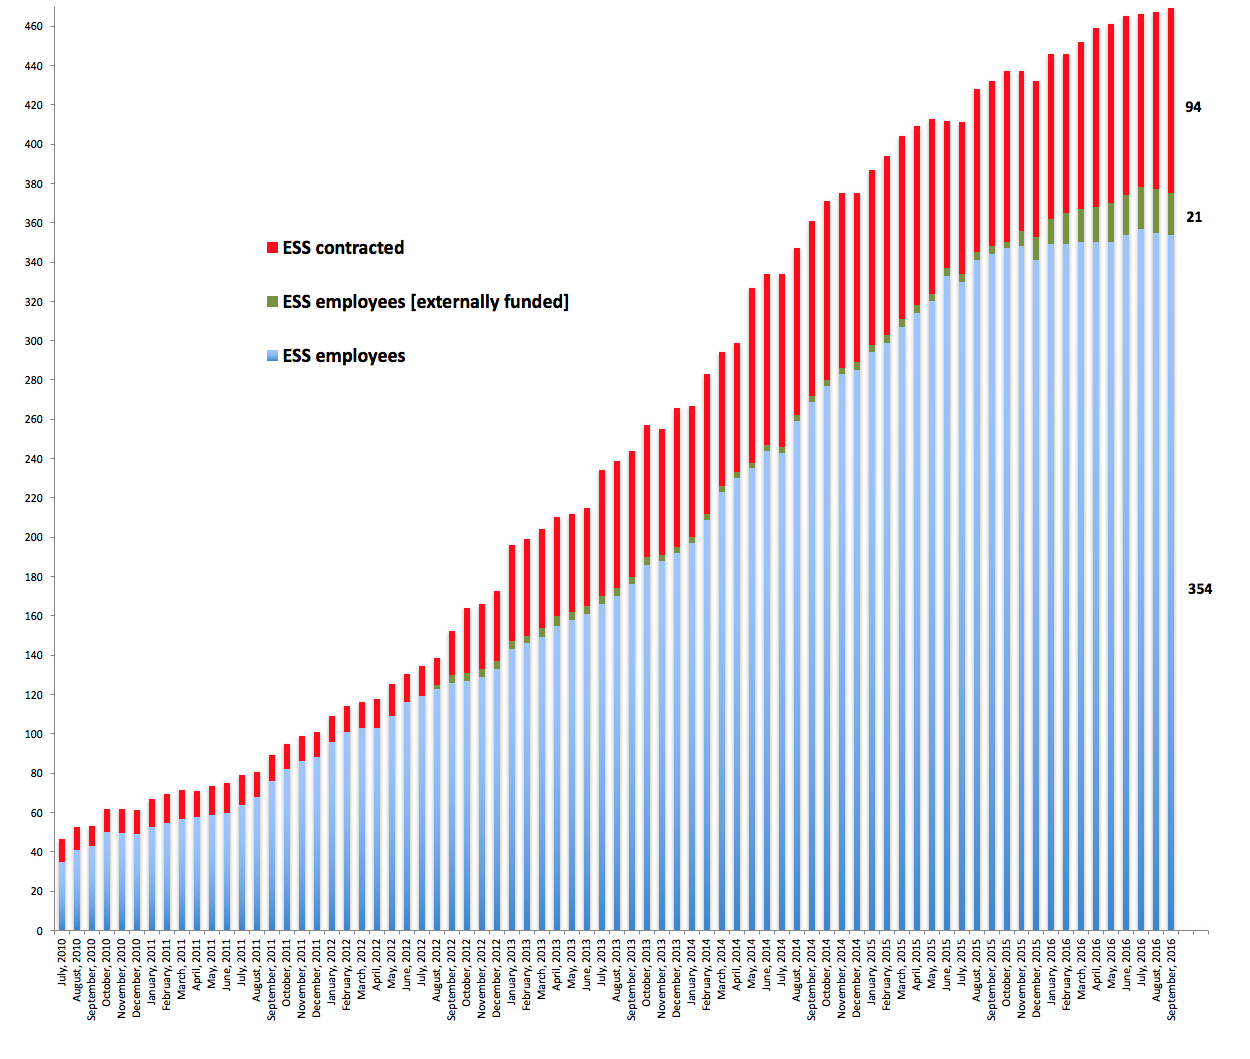 460
440
420
400
380
360
340
320
300
280
260
240
220
200
180
160
140
120
100
80
60
40
20
0
ESS contracted
ESS employees [externally funded]
ESS employees
94
21
354
July, 2010
August, 2010
September, 2010
October, 2010
November, 2010
December, 2010
January, 2011
February, 2011
March, 2011
April, 2011
May, 2011
June, 2011
July, 2011
August, 2011
September, 2011
October, 2011
November, 2011
December, 2011
January, 2012
February, 2012
March, 2012
April, 2012
May, 2012
June, 2012
July, 2012
August, 2012
September, 2012
October, 2012
November, 2012
December, 2012
January, 2013
February, 2013
March, 2013
April, 2013
May, 2013
June, 2013
July, 2013
August, 2013
September, 2013
October, 2013
November, 2013
December, 2013
January, 2014
February, 2014
March, 2014
April, 2014
May, 2014
June, 2014
July, 2014
August, 2014
September, 2014
October, 2014
November, 2014
December, 2014
January, 2015
February, 2015
March, 2015
April, 2015
May, 2015
June, 2015
July, 2015
August, 2015
September, 2015
October, 2015
November, 2015
December, 2015
January, 2016
February, 2016
March, 2016
April, 2016
May, 2016
June, 2016
July, 2016
August, 2016
September, 2016